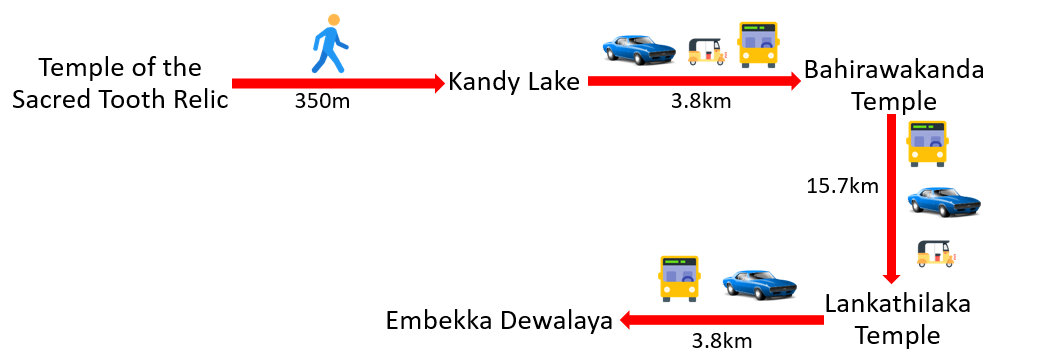 Temple of the
Sacred Tooth Relic
350m
Kandy Lake
3.8km
Bahirawakanda
Temple
15.7km
Lankathilaka
Temple
3.8km
Embekka Dewalaya